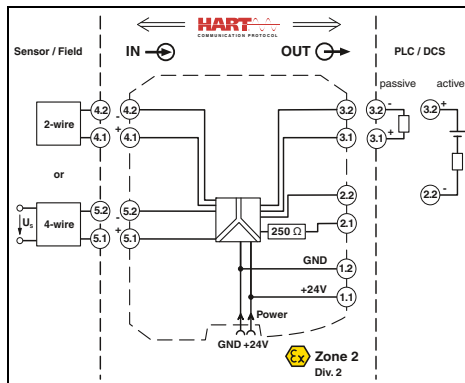 HART
COMMUNICATION PROTOCOL
Sensor / Field
IN
OUT
PLC / DCS
passive
active
2-wire
4.2
4.1
4.2
-
+
4.1
3.2
3.1
3.2
-
3.1
+
3.2
+
or
Us
4-wire
5.2
5.1
5.2
-
+
5.1
2.2
250 Ω
2.1
2.2
-
GND
1.2
+24V
1.1
Power
GND +24V
Ex
Zone 2
Div. 2